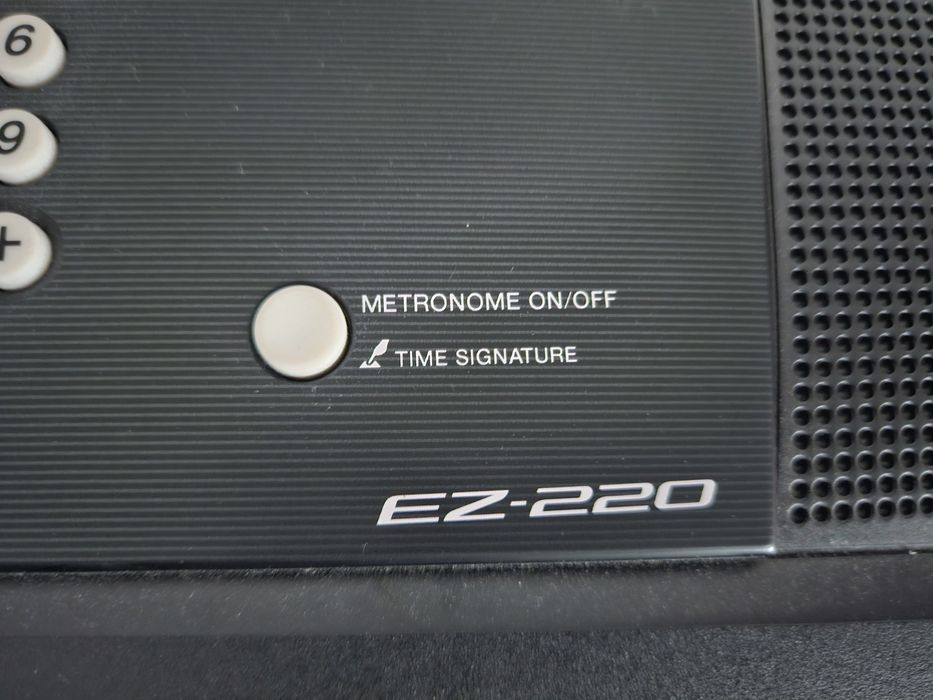 6
9
+
METRONOME ON/OFF
TIME SIGNATURE
EZ-220